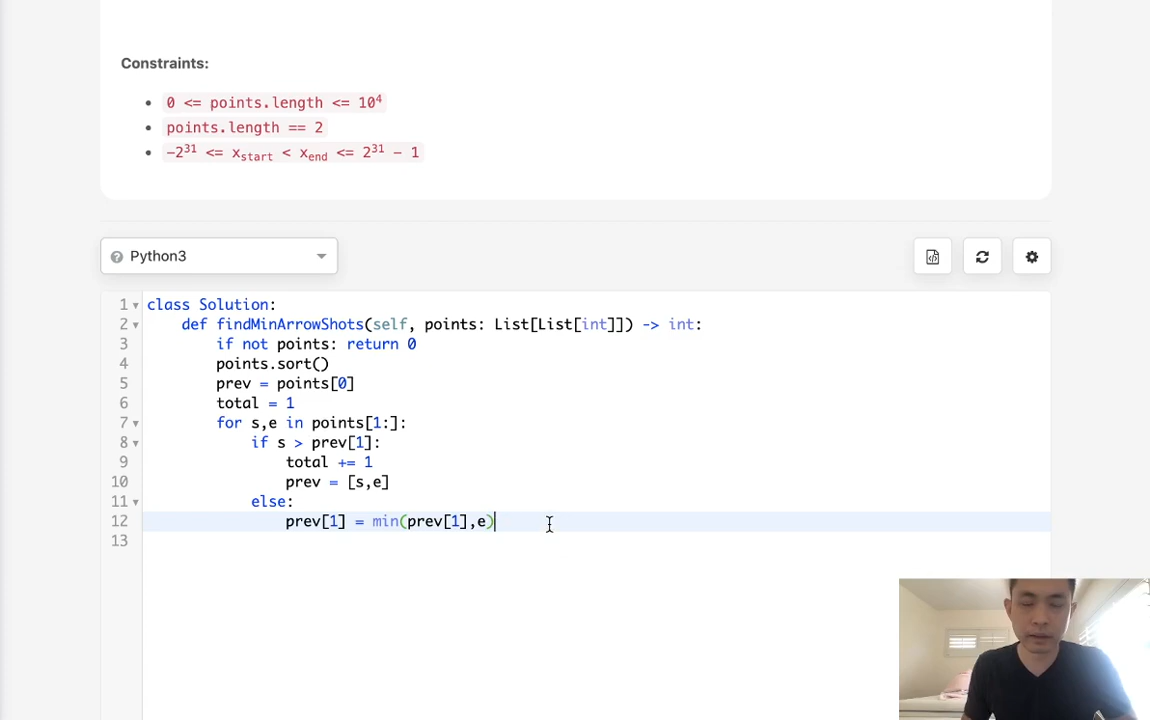 Constraints:
0 <= points.length <= 10⁴
points.length == 2
-2³¹ <= xstart < xend <= 2³¹ - 1
Python3
1 class Solution:
2 def findMinArrowShots(self, points: List[List[int]]) -> int:
3 if not points: return 0
4 points.sort()
5 prev = points[0]
6 total = 1
7 for s,e in points[1:]:
8 if s > prev[1]:
9 total += 1
10 prev = [s,e]
11 else:
12 prev[1] = min(prev[1],e)
13